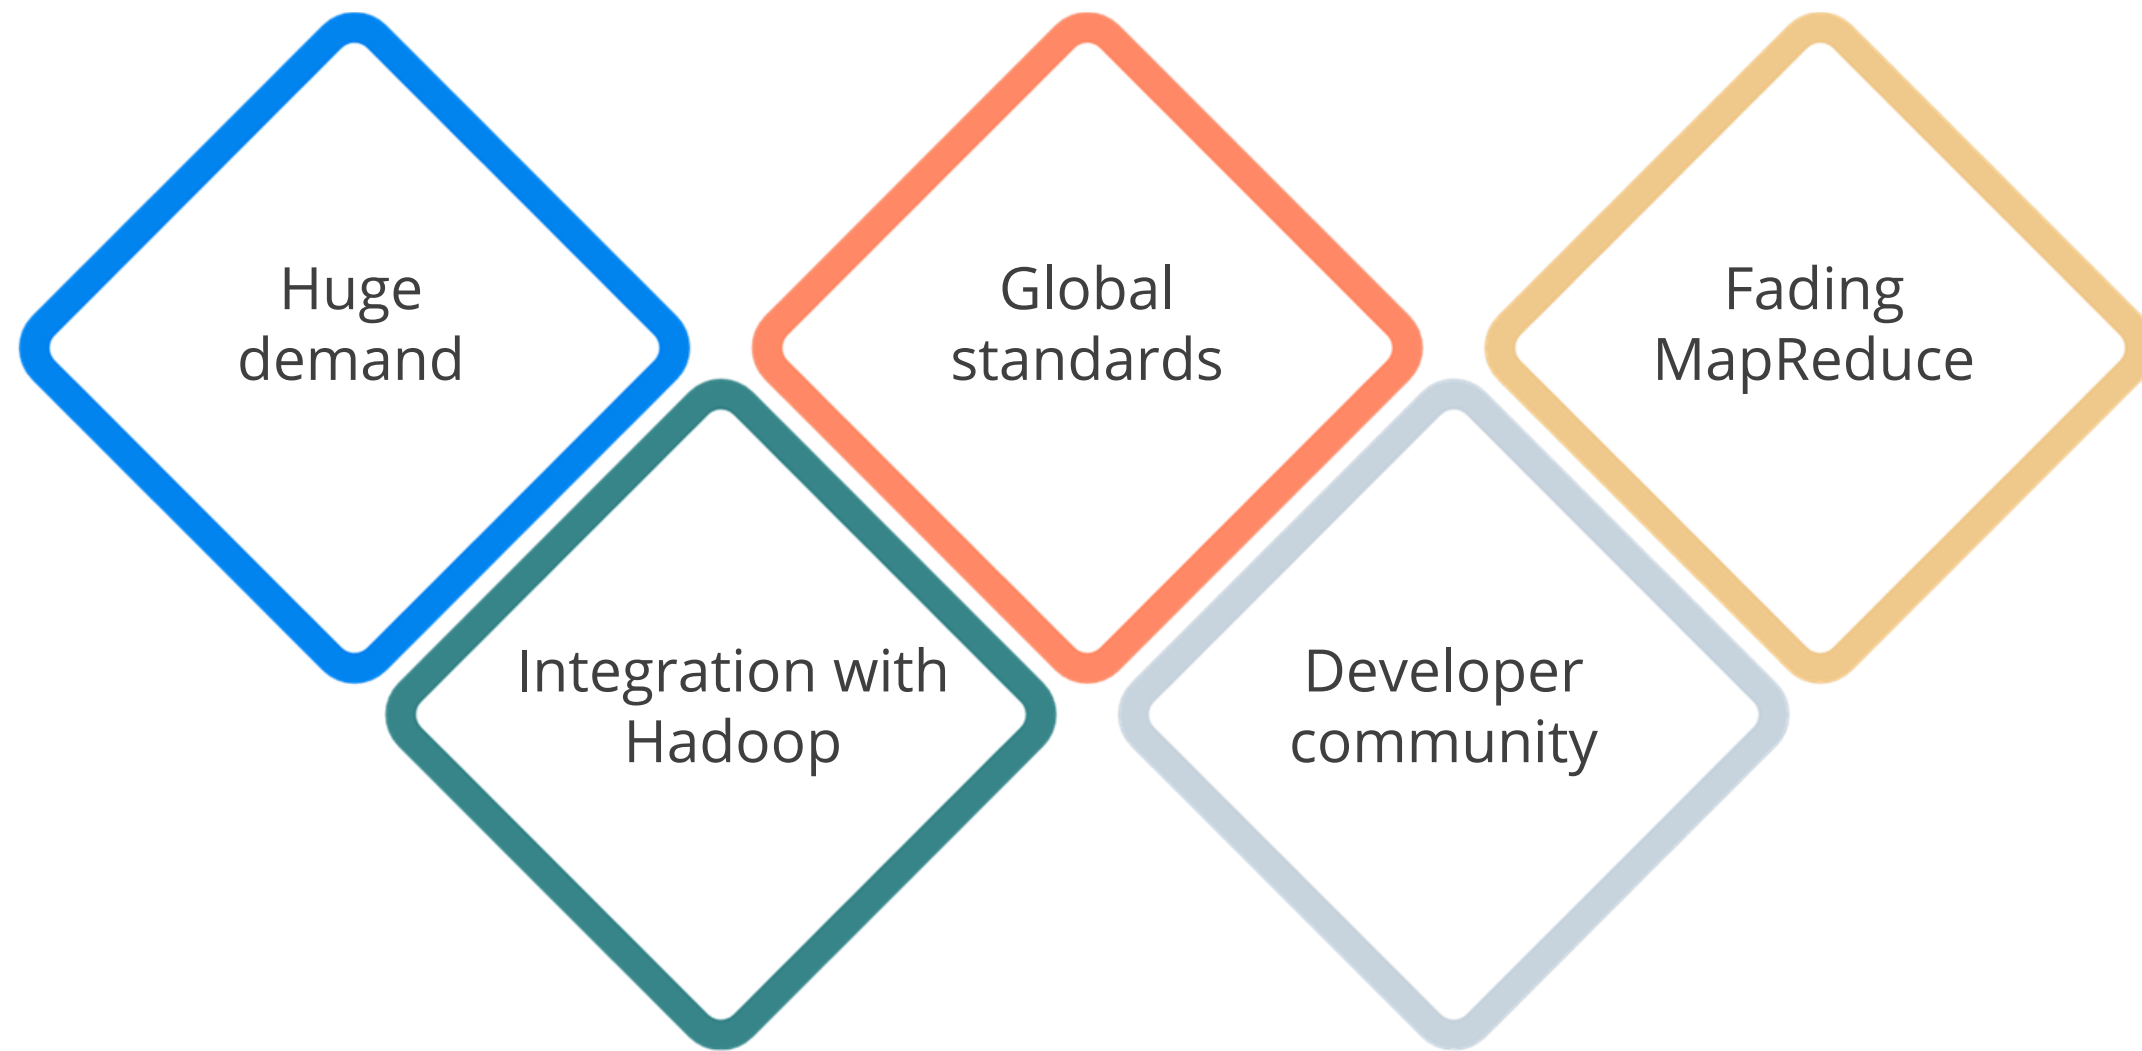 Huge
demand
Global
standards
Fading
MapReduce
Integration with
Hadoop
Developer
community